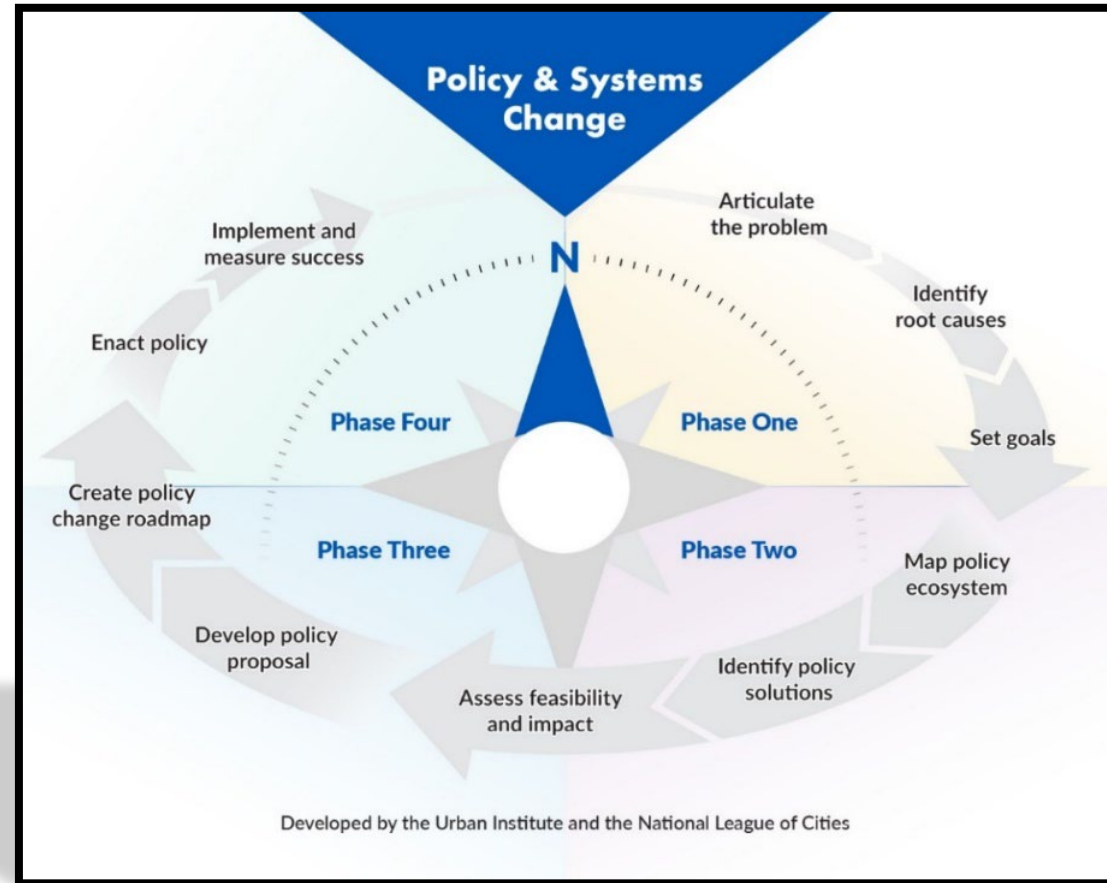 Policy & Systems
Change
N
Articulate
the problem
Identify
root causes
Set goals
Phase One
Phase Two
Map policy
ecosystem
Identify policy
solutions
Assess feasibility
and impact
Phase Three
Develop policy
proposal
Create policy
change roadmap
Phase Four
Enact policy
Implement and
measure success
Developed by the Urban Institute and the National League of Cities